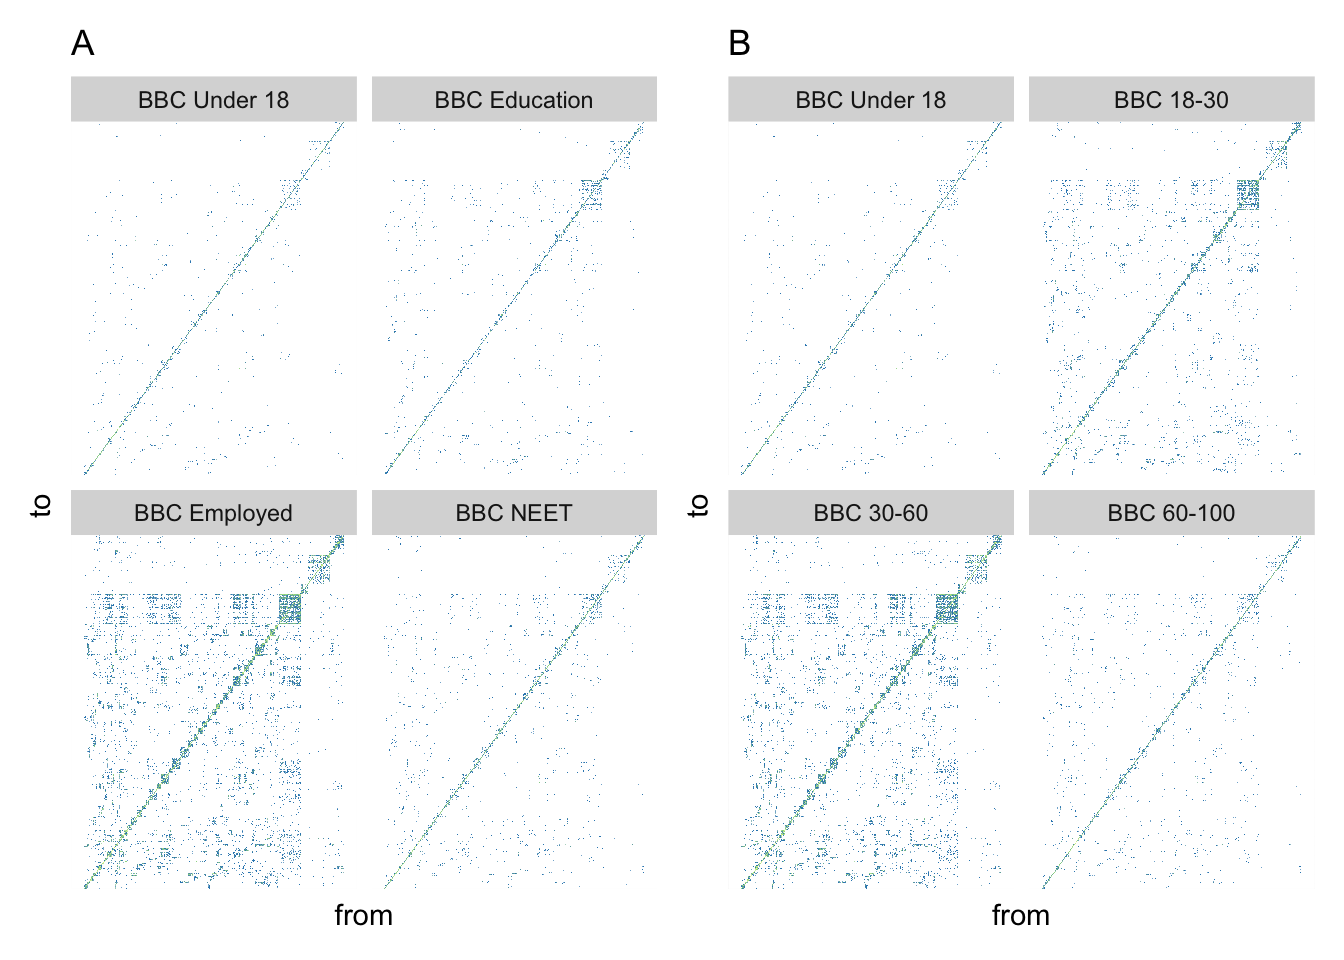 A
BBC Under 18
BBC Education
BBC Employed
BBC NEET
to
from
B
BBC Under 18
BBC 18-30
BBC 30-60
BBC 60-100
to
from